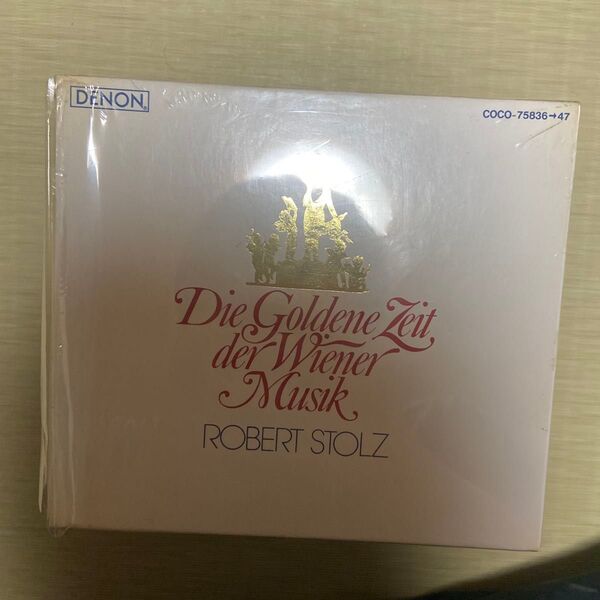 DENON
COCO-75836→47
Die Goldene Zeit
der Wiener
Musik
ROBERT STOLZ